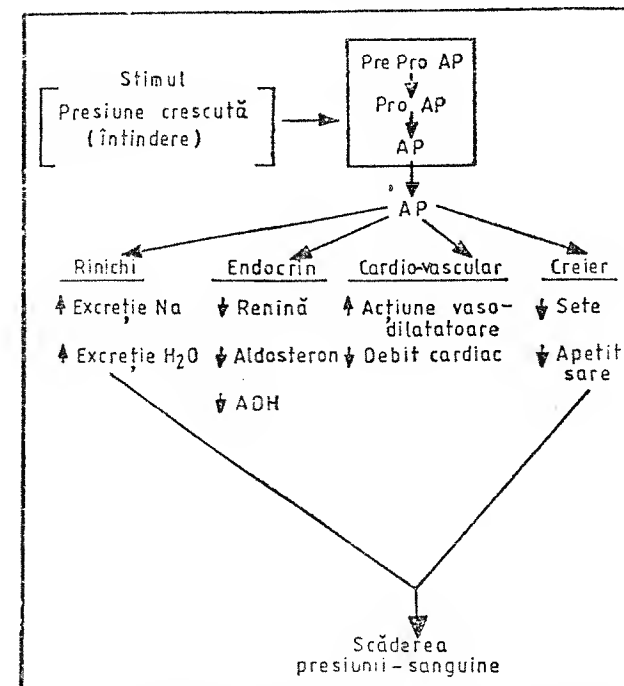 Stimul
Presiune crescută
(întindere)
Pre Pro AP
Pro AP
AP
AP
Rinichi
↑ Excreție Na
↑ Excreție H₂O
Endocrin
↓ Renină
↓ Aldosteron
↓ ADH
Cardio-vascular
↑ Acțiune vaso-
dilatatoare
↓ Debit cardiac
Creier
↓ Sete
↓ Apetit
sare
Scăderea
presiunii-sanguine